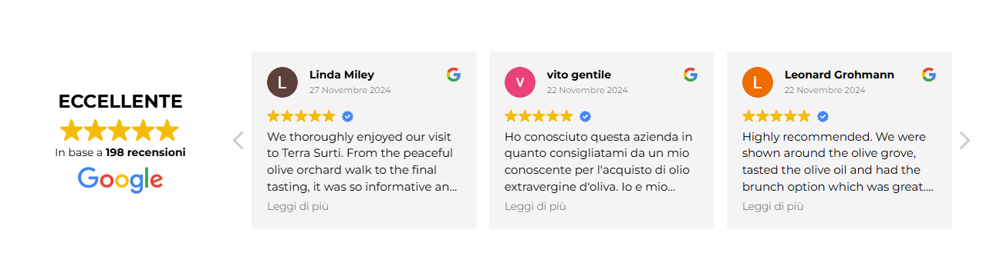 ECCELLENTE
In base a 198 recensioni
Google
L
Linda Miley
27 Novembre 2024
We thoroughly enjoyed our visit
to Terra Surti. From the peaceful
olive orchard walk to the final
tasting, it was so informative an...
Leggi di più
V
vito gentile
22 Novembre 2024
Ho conosciuto questa azienda in
quanto consigliatami da un mio
conoscente per l'acquisto di olio
extravergine d'oliva. Io e mio...
Leggi di più
L
Leonard Grohmann
22 Novembre 2024
Highly recommended. We were
shown around the olive grove,
tasted the olive oil and had the
brunch option which was great....
Leggi di più